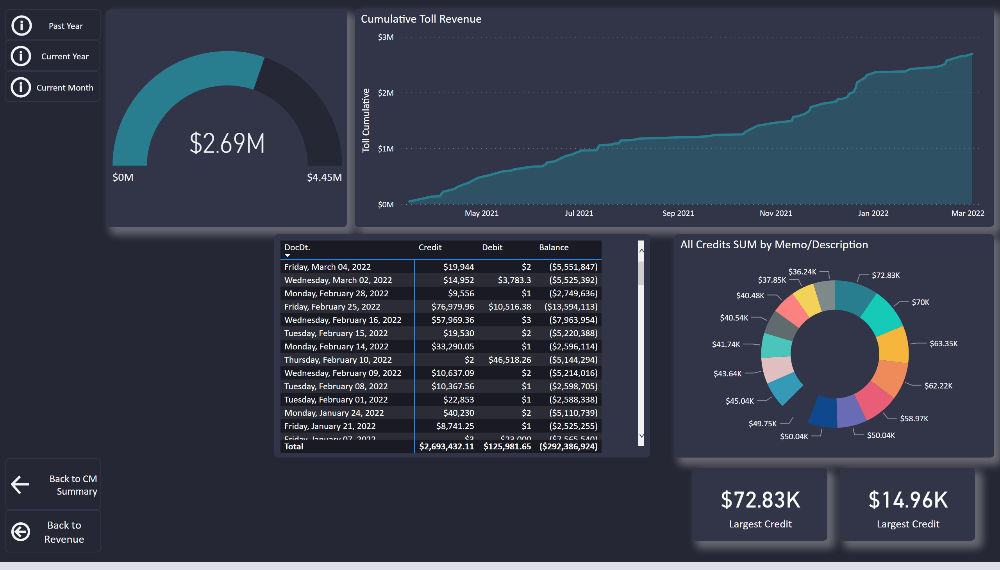 Past Year
Current Year
Current Month
$2.69M
$0M
$4.45M
Cumulative Toll Revenue
Toll Cumulative
$3M
$2M
$1M
$0M
May 2021
Jul 2021
Sep 2021
Nov 2021
Jan 2022
Mar 2022
DocDt. Credit Debit Balance
Friday, March 04, 2022 $19,944 $2 ($5,551,847)
Wednesday, March 02, 2022 $14,952 $3,783.3 ($5,525,392)
Monday, February 28, 2022 $9,556 $1 ($2,749,636)
Friday, February 25, 2022 $76,979.96 $10,516.38 ($13,594,113)
Wednesday, February 16, 2022 $57,969.36 $3 ($7,963,954)
Tuesday, February 15, 2022 $19,530 $2 ($5,220,388)
Monday, February 14, 2022 $33,290.05 $1 ($2,596,114)
Thursday, February 10, 2022 $2 $46,518.26 ($5,144,294)
Wednesday, February 09, 2022 $10,637.09 $2 ($5,214,016)
Tuesday, February 08, 2022 $10,367.56 $1 ($2,598,705)
Tuesday, February 01, 2022 $22,853 $1 ($2,588,338)
Monday, January 24, 2022 $40,230 $2 ($5,110,739)
Friday, January 21, 2022 $8,741.25 $1 ($2,525,255)
Friday, January 07, 2022 $3 $23,000 ($7,565,540)
Total $2,693,432.11 $125,981.65 ($292,386,924)
All Credits SUM by Memo/Description
$72.83K
$70K
$63.35K
$62.22K
$58.97K
$50.04K
$50.04K
$49.75K
$45.04K
$43.64K
$41.74K
$40.54K
$40.48K
$37.85K
$36.24K
$72.83K
Largest Credit
$14.96K
Largest Credit
Back to CM
Summary
Back to
Revenue